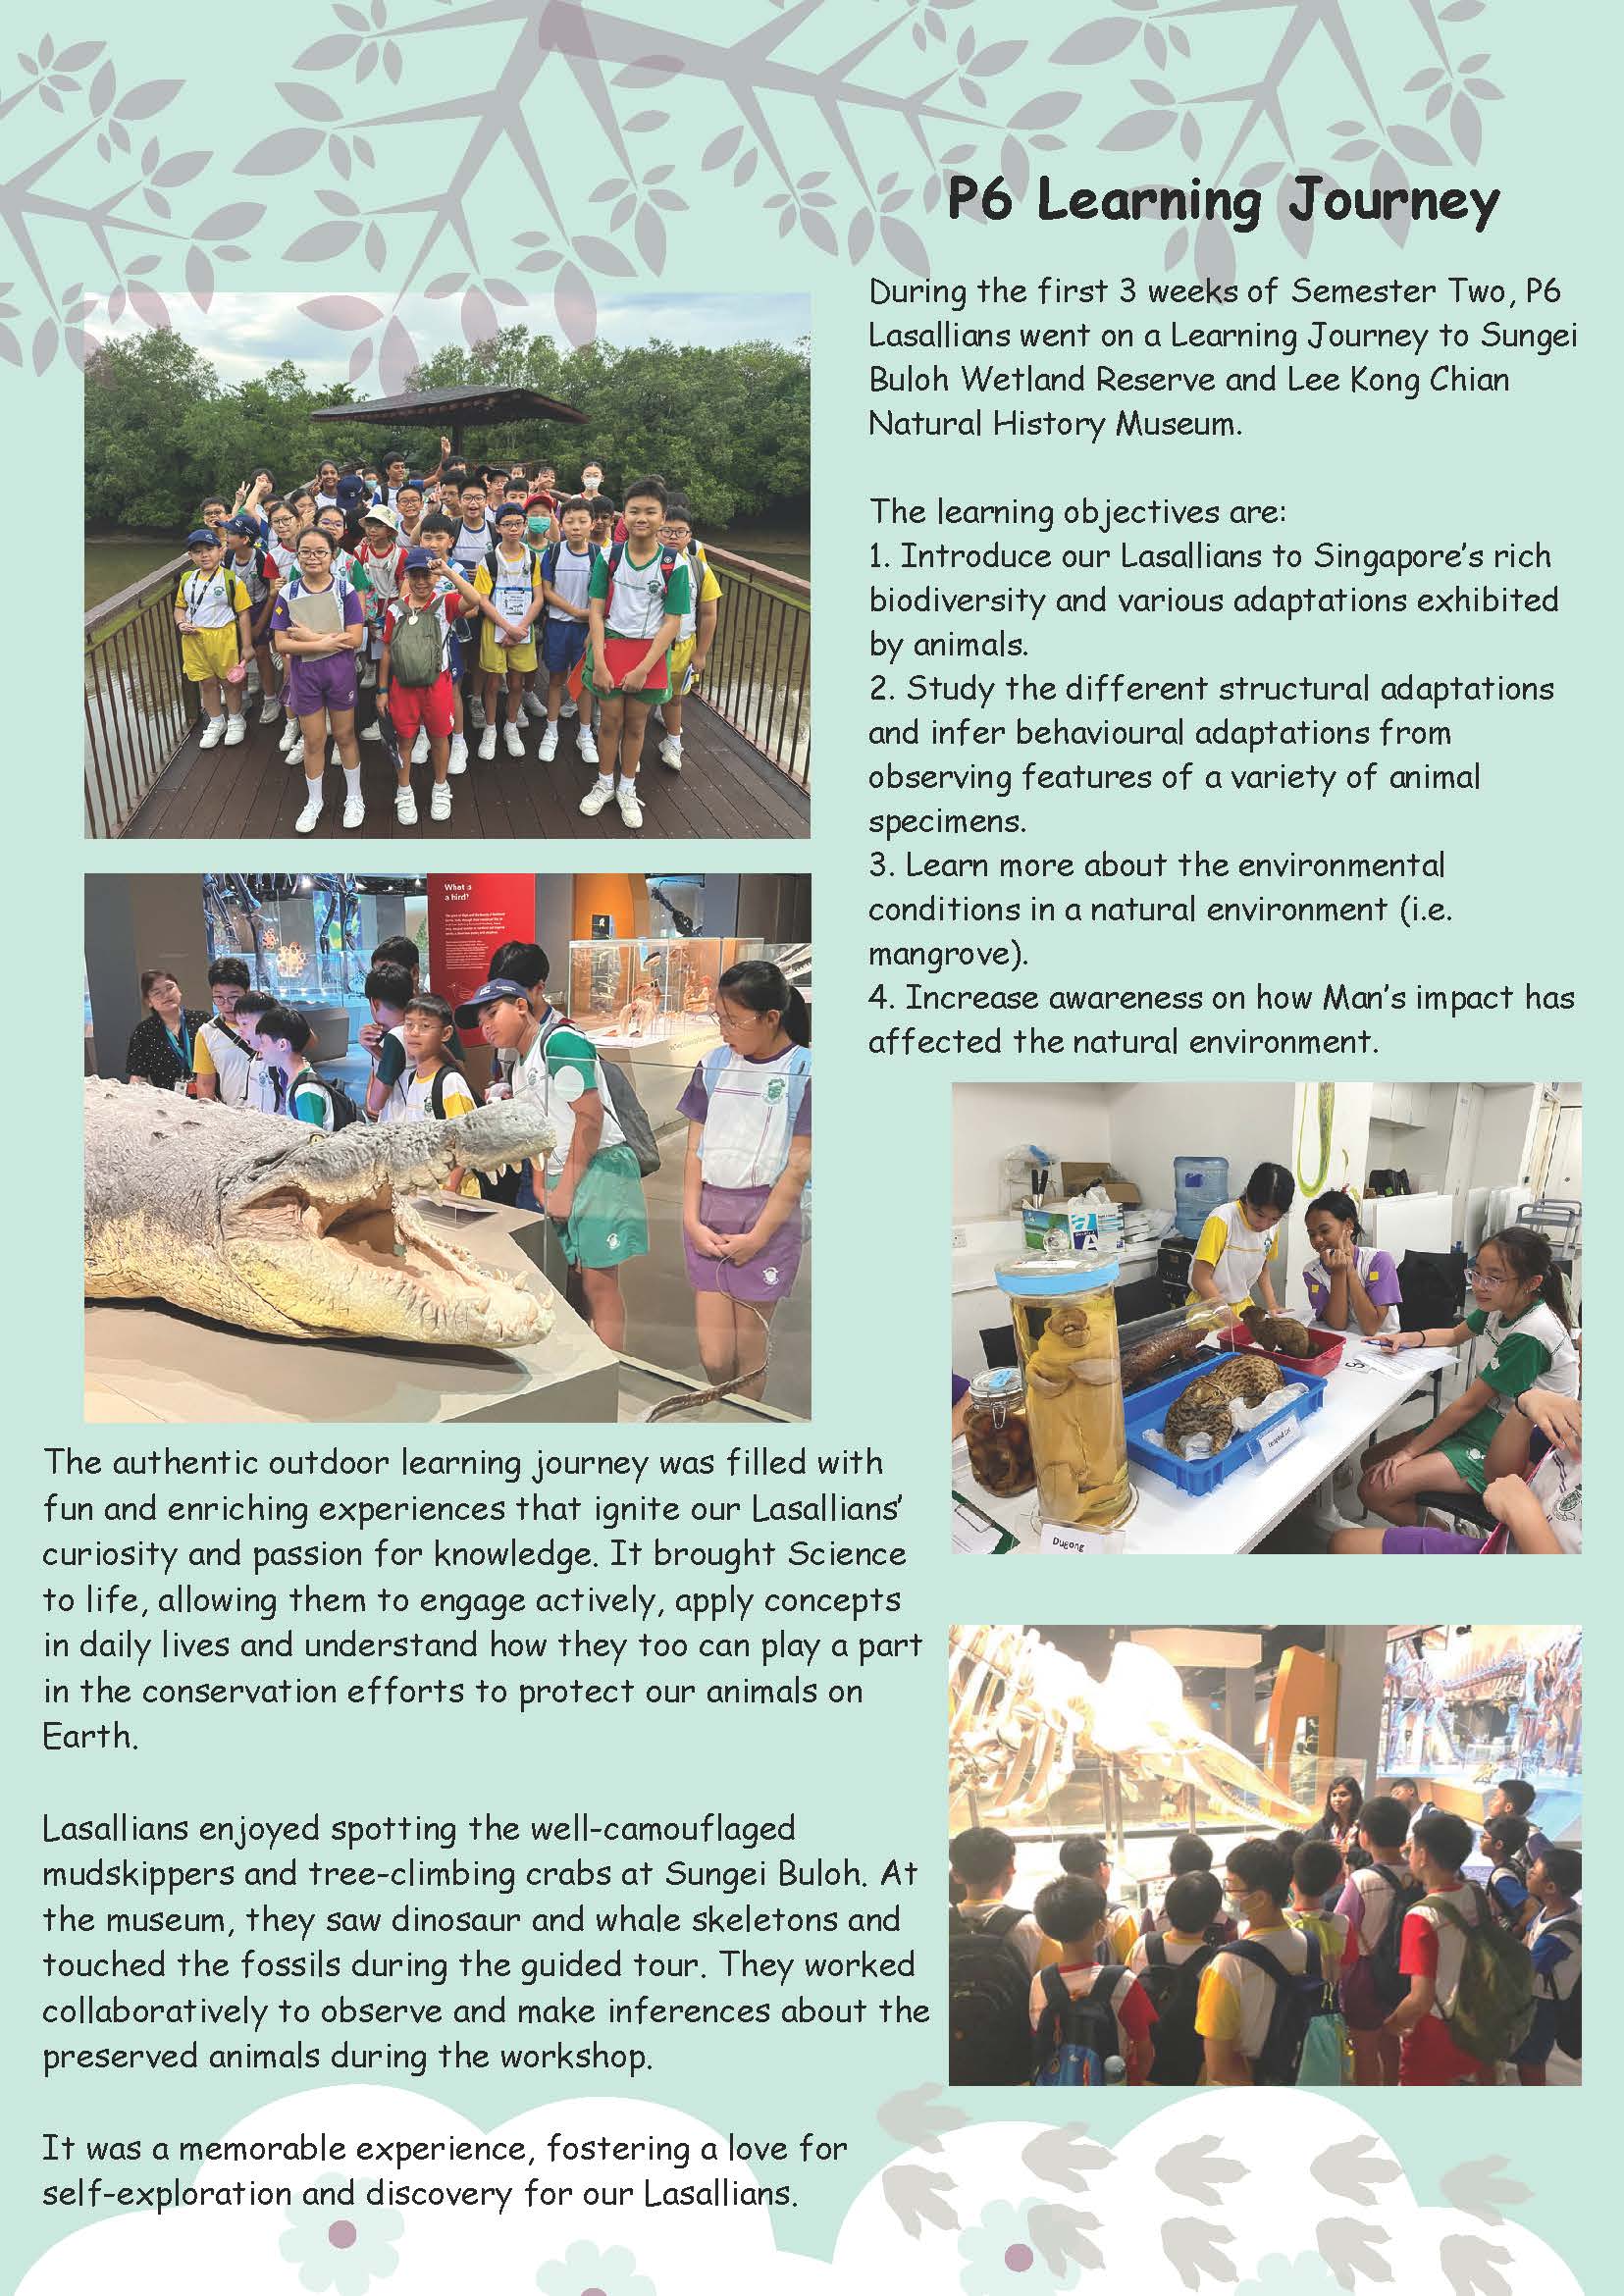 P6 Learning Journey
During the first 3 weeks of Semester Two, P6
Lasallians went on a Learning Journey to Sungei
Buloh Wetland Reserve and Lee Kong Chian
Natural History Museum.
The learning objectives are:
1. Introduce our Lasallians to Singapore's rich
biodiversity and various adaptations exhibited
by animals.
2. Study the different structural adaptations
and infer behavioural adaptations from
observing features of a variety of animal
specimens.
3. Learn more about the environmental
conditions in a natural environment (i.e.
mangrove).
4. Increase awareness on how Man's impact has
affected the natural environment.
What is
a bird?
Dugong
The authentic outdoor learning journey was filled with
fun and enriching experiences that ignite our Lasallians'
curiosity and passion for knowledge. It brought Science
to life, allowing them to engage actively, apply concepts
in daily lives and understand how they too can play a part
in the conservation efforts to protect our animals on
Earth.
Lasallians enjoyed spotting the well-camouflaged
mudskippers and tree-climbing crabs at Sungei Buloh. At
the museum, they saw dinosaur and whale skeletons and
touched the fossils during the guided tour. They worked
collaboratively to observe and make inferences about the
preserved animals during the workshop.
It was a memorable experience, fostering a love for
self-exploration and discovery for our Lasallians.